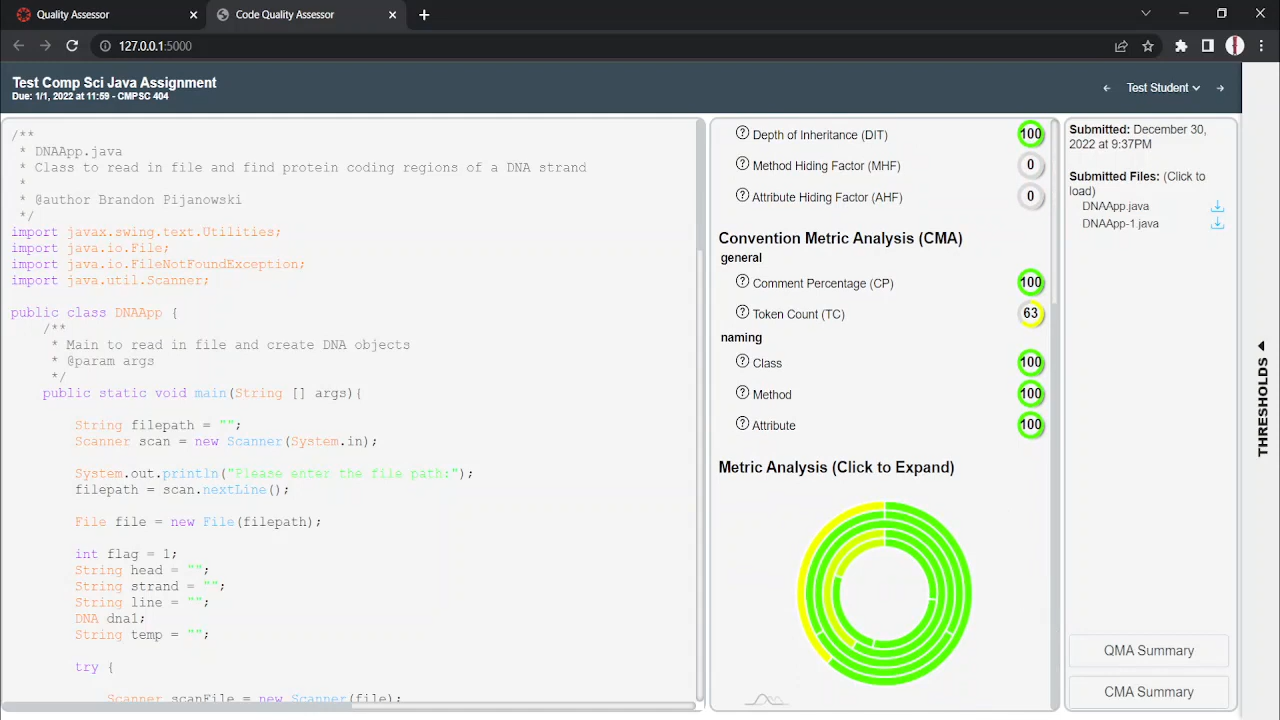 Quality Assessor
Code Quality Assessor
127.0.0.1:5000
Test Comp Sci Java Assignment
Due: 1/1, 2022 at 11:59 - CMPSC 404
Test Student
/**
* DNAApp.java
* Class to read in file and find protein coding regions of a DNA strand
*
* @author Brandon Pijanowski
*/
import javax.swing.text.Utilities;
import java.io.File;
import java.io.FileNotFoundException;
import java.util.Scanner;
public class DNAApp {
/**
* Main to read in file and create DNA objects
* @param args
*/
public static void main(String [] args){
String filepath = "";
Scanner scan = new Scanner(System.in);
System.out.println("Please enter the file path:");
filepath = scan.nextLine();
File file = new File(filepath);
int flag = 1;
String head = "";
String strand = "";
String line = "";
DNA dna1;
String temp = "";
try {
Scanner scanFile = new Scanner(file);
Depth of Inheritance (DIT) 100
Method Hiding Factor (MHF) 0
Attribute Hiding Factor (AHF) 0
Convention Metric Analysis (CMA)
general
Comment Percentage (CP) 100
Token Count (TC) 63
naming
Class 100
Method 100
Attribute 100
Metric Analysis (Click to Expand)
Submitted: December 30,
2022 at 9:37PM
Submitted Files: (Click to
load)
DNAApp.java
DNAApp-1.java
QMA Summary
CMA Summary
THRESHOLDS